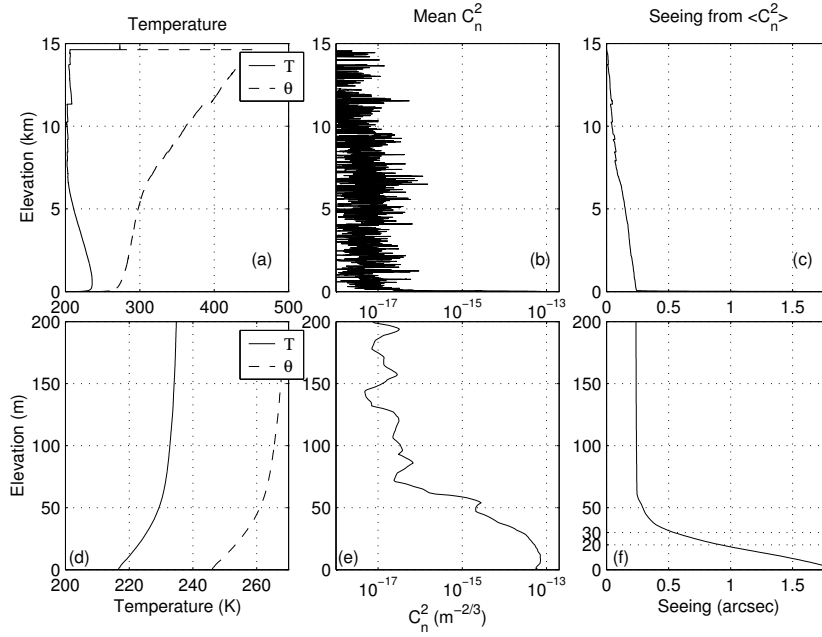 Temperature
Mean C_n^2
Seeing from <C_n^2>
15
10
5
0
Elevation (km)
T
θ
(a)
200 300 400 500
15
10
5
0
(b)
10^-17 10^-15 10^-13
15
10
5
0
(c)
0 0.5 1 1.5
200
150
100
50
0
Elevation (m)
T
θ
(d)
200 220 240 260
Temperature (K)
200
150
100
50
0
(e)
10^-17 10^-15 10^-13
C_n^2 (m^-2/3)
200
150
100
50
30
20
0
(f)
0 0.5 1 1.5
Seeing (arcsec)